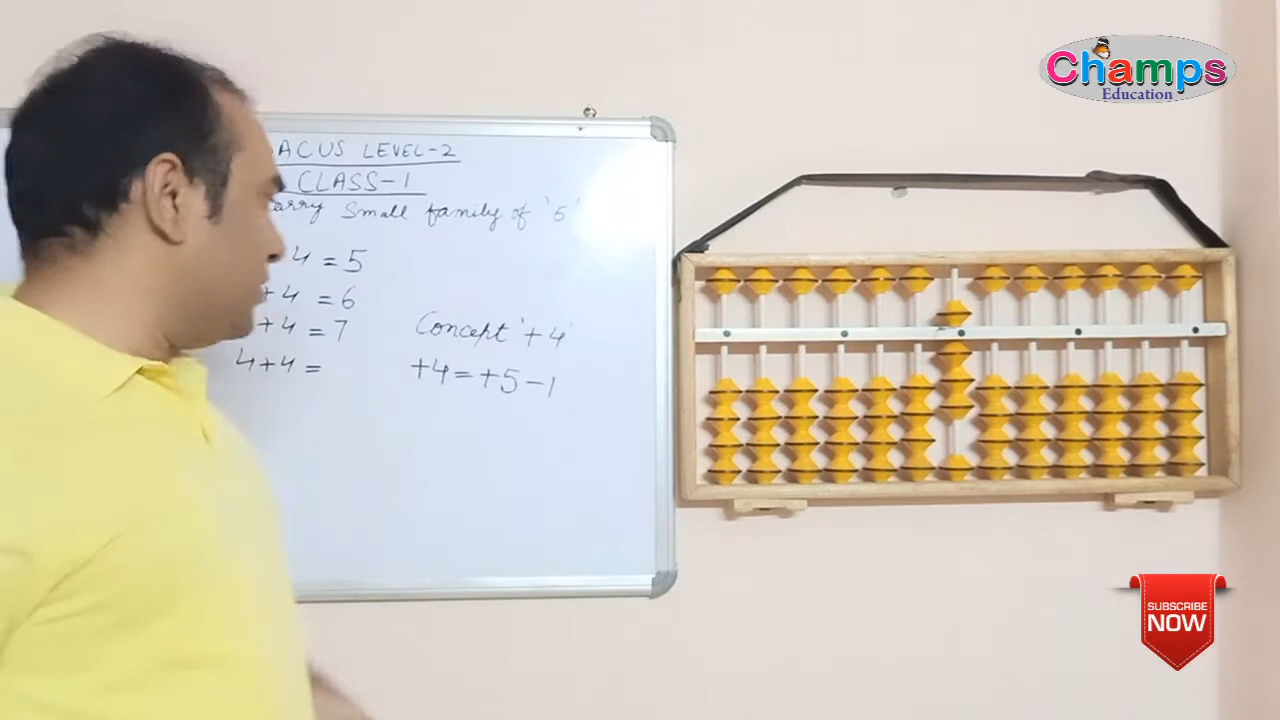 Champs
Education
ACUS LEVEL-2
CLASS-1
arry Small family of '5'
4 = 5
+4 = 6
+4 = 7
4+4 =
Concept '+4'
+4=+5-1
SUBSCRIBE
NOW